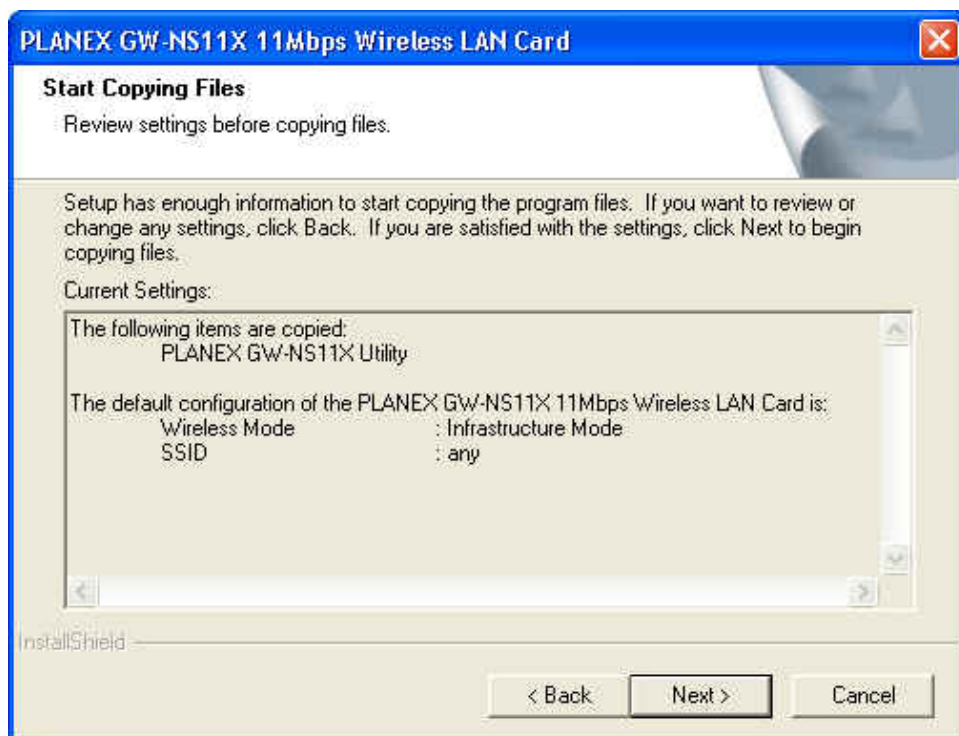 PLANEX GW-NS11X 11Mbps Wireless LAN Card
Start Copying Files
Review settings before copying files.
Setup has enough information to start copying the program files. If you want to review or
change any settings, click Back. If you are satisfied with the settings, click Next to begin
copying files.
Current Settings:
The following items are copied:
PLANEX GW-NS11X Utility
The default configuration of the PLANEX GW-NS11X 11Mbps Wireless LAN Card is:
Wireless Mode : Infrastructure Mode
SSID : any
InstallShield
< Back Next > Cancel